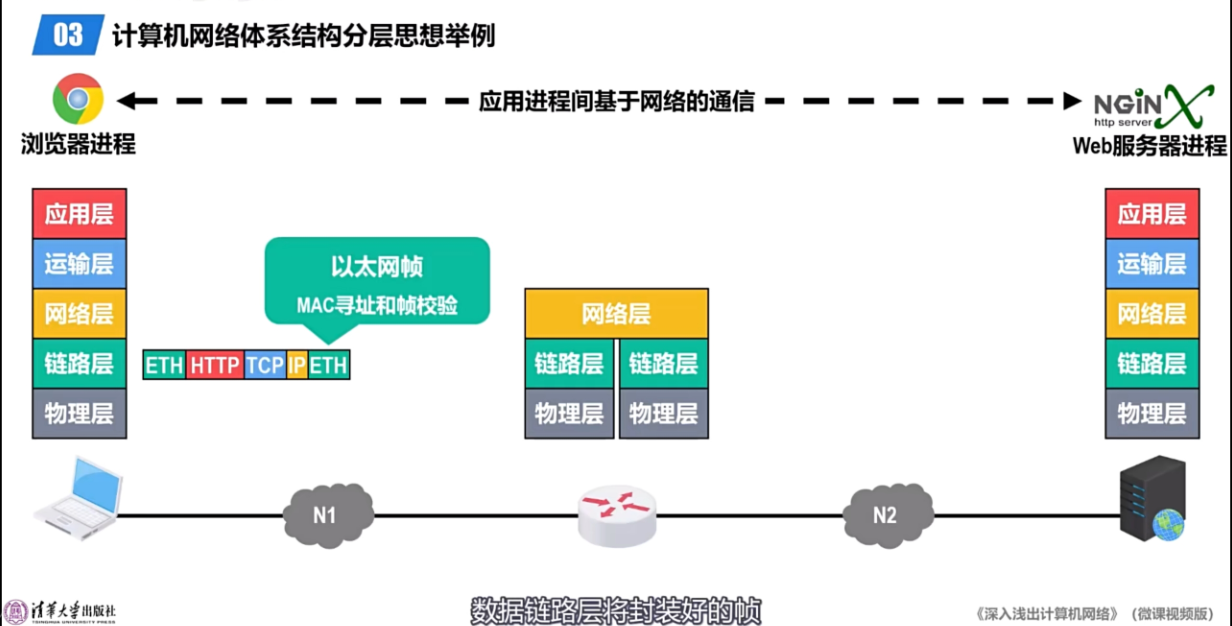 03 计算机网络体系结构分层思想举例
应用进程间基于网络的通信
NGiNX
http server
浏览器进程
Web服务器进程
应用层
运输层
网络层
链路层
物理层
以太网帧
MAC寻址和帧校验
ETH HTTP TCP IP ETH
网络层
链路层 链路层
物理层 物理层
应用层
运输层
网络层
链路层
物理层
N1
N2
清华大学出版社
TSINGHUA UNIVERSITY PRESS
数据链路层将封装好的帧
《深入浅出计算机网络》（微课视频版）